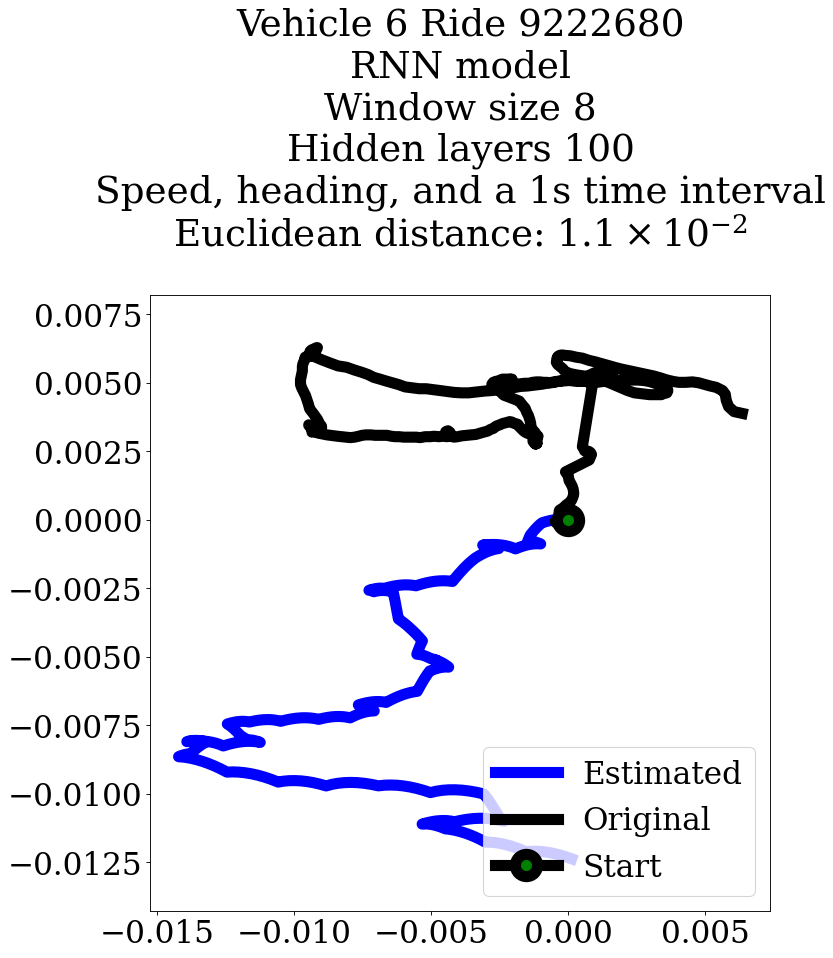 Vehicle 6 Ride 9222680
RNN model
Window size 8
Hidden layers 100
Speed, heading, and a 1s time interval
Euclidean distance: 1.1 × 10⁻²
0.0075
0.0050
0.0025
0.0000
−0.0025
−0.0050
−0.0075
−0.0100
−0.0125
Estimated
Original
Start
−0.015 −0.010 −0.005 0.000 0.005